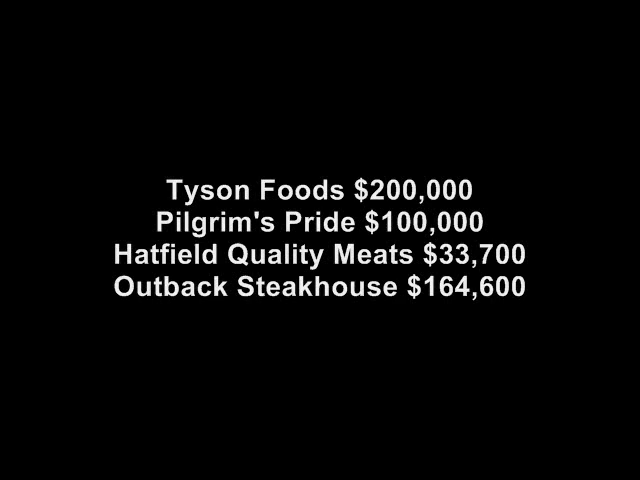 Tyson Foods $200,000
Pilgrim's Pride $100,000
Hatfield Quality Meats $33,700
Outback Steakhouse $164,600